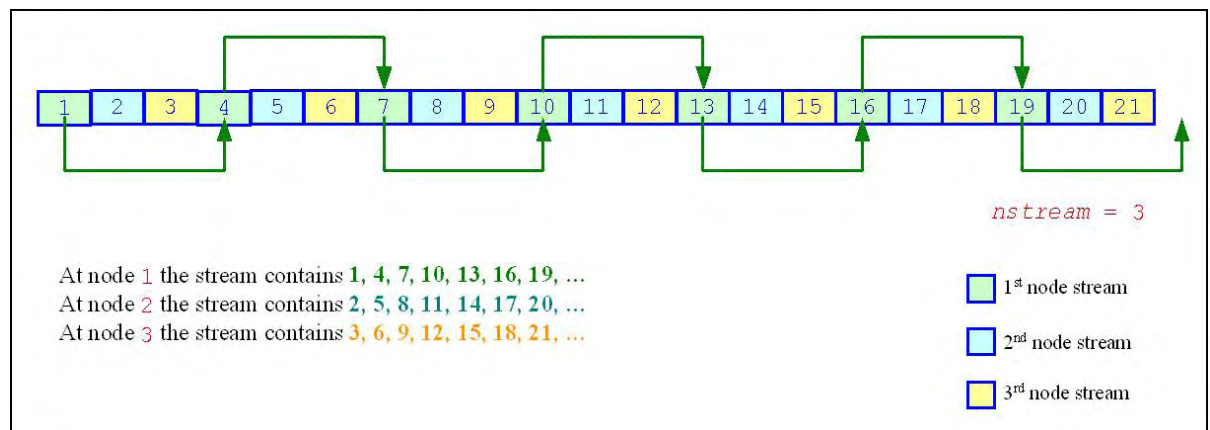 1 2 3 4 5 6 7 8 9 10 11 12 13 14 15 16 17 18 19 20 21
nstream = 3
At node 1 the stream contains 1, 4, 7, 10, 13, 16, 19, ...
At node 2 the stream contains 2, 5, 8, 11, 14, 17, 20, ...
At node 3 the stream contains 3, 6, 9, 12, 15, 18, 21, ...
1st node stream
2nd node stream
3rd node stream